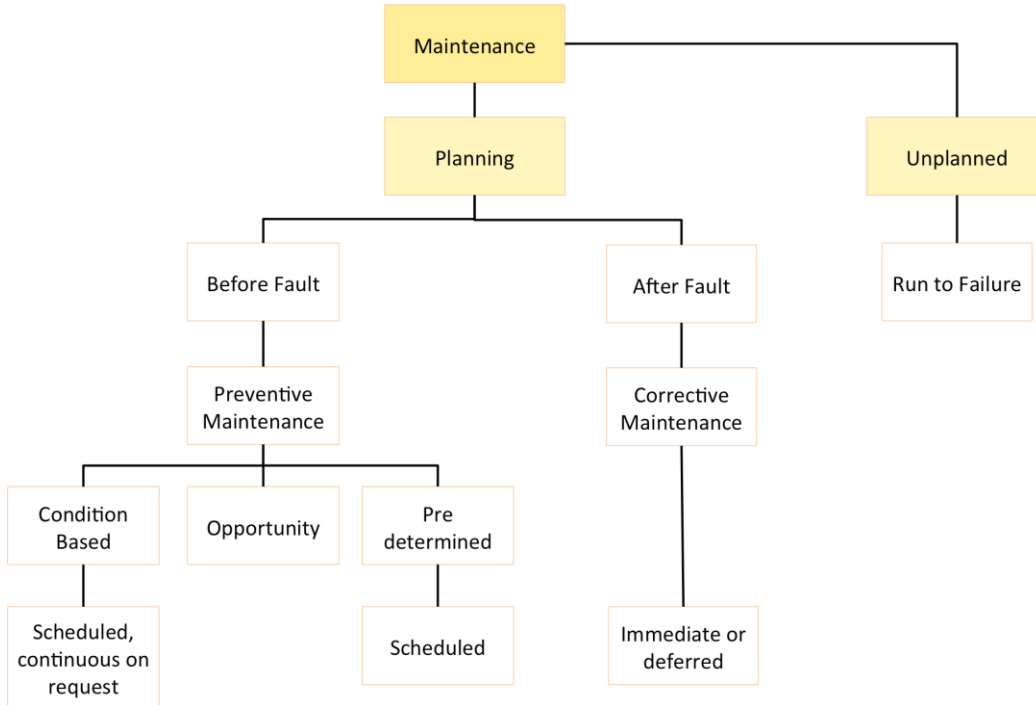 Maintenance
Planning
Unplanned
Before Fault
After Fault
Run to Failure
Preventive
Maintenance
Corrective
Maintenance
Condition
Based
Opportunity
Pre
determined
Scheduled,
continuous on
request
Scheduled
Immediate or
deferred